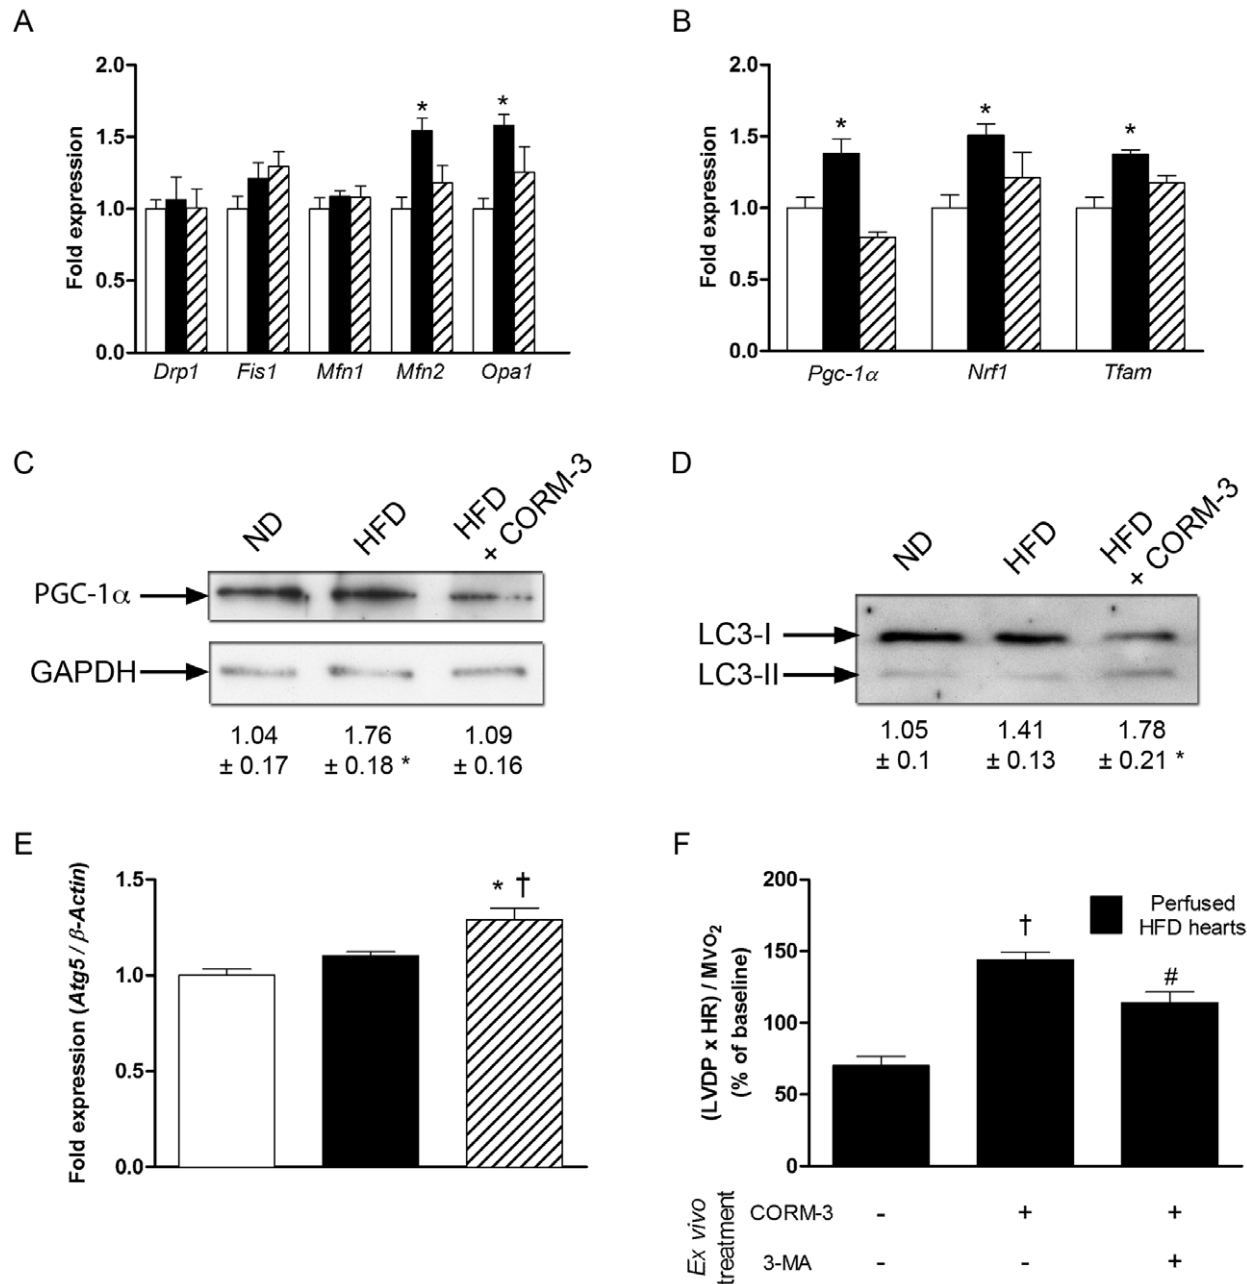 A
2.0
1.5
1.0
0.5
0.0
Fold expression
*
*
Drp1 Fis1 Mfn1 Mfn2 Opa1
B
2.0
1.5
1.0
0.5
0.0
Fold expression
*
*
*
Pgc-1α Nrf1 Tfam
C
ND
HFD
HFD
+ CORM-3
PGC-1α
GAPDH
1.04 1.76 1.09
± 0.17 ± 0.18 * ± 0.16
D
ND
HFD
HFD
+ CORM-3
LC3-I
LC3-II
1.05 1.41 1.78
± 0.1 ± 0.13 ± 0.21 *
E
1.5
1.0
0.5
0.0
Fold expression (Atg5 / β-Actin)
* †
F
200
150
100
50
0
(LVDP x HR) / MVO₂
(% of baseline)
Perfused
HFD hearts
†
#
Ex vivo
treatment
CORM-3 - + +
3-MA - - +